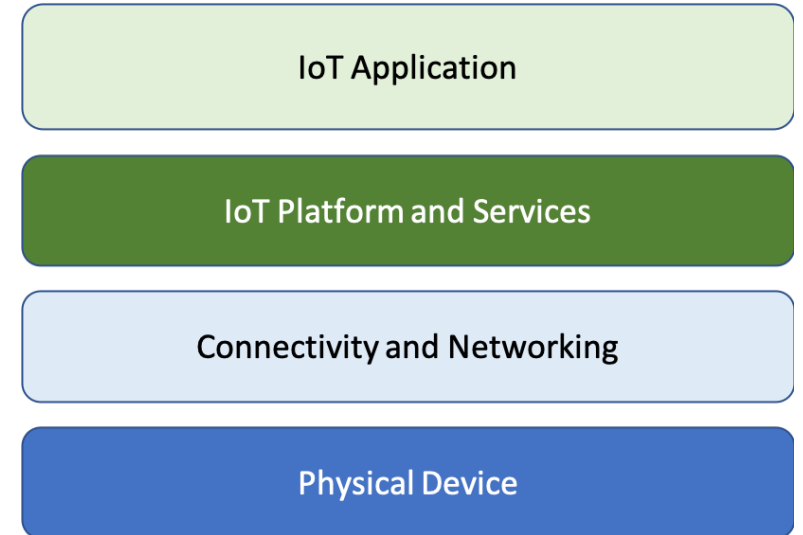 IoT Application
IoT Platform and Services
Connectivity and Networking
Physical Device